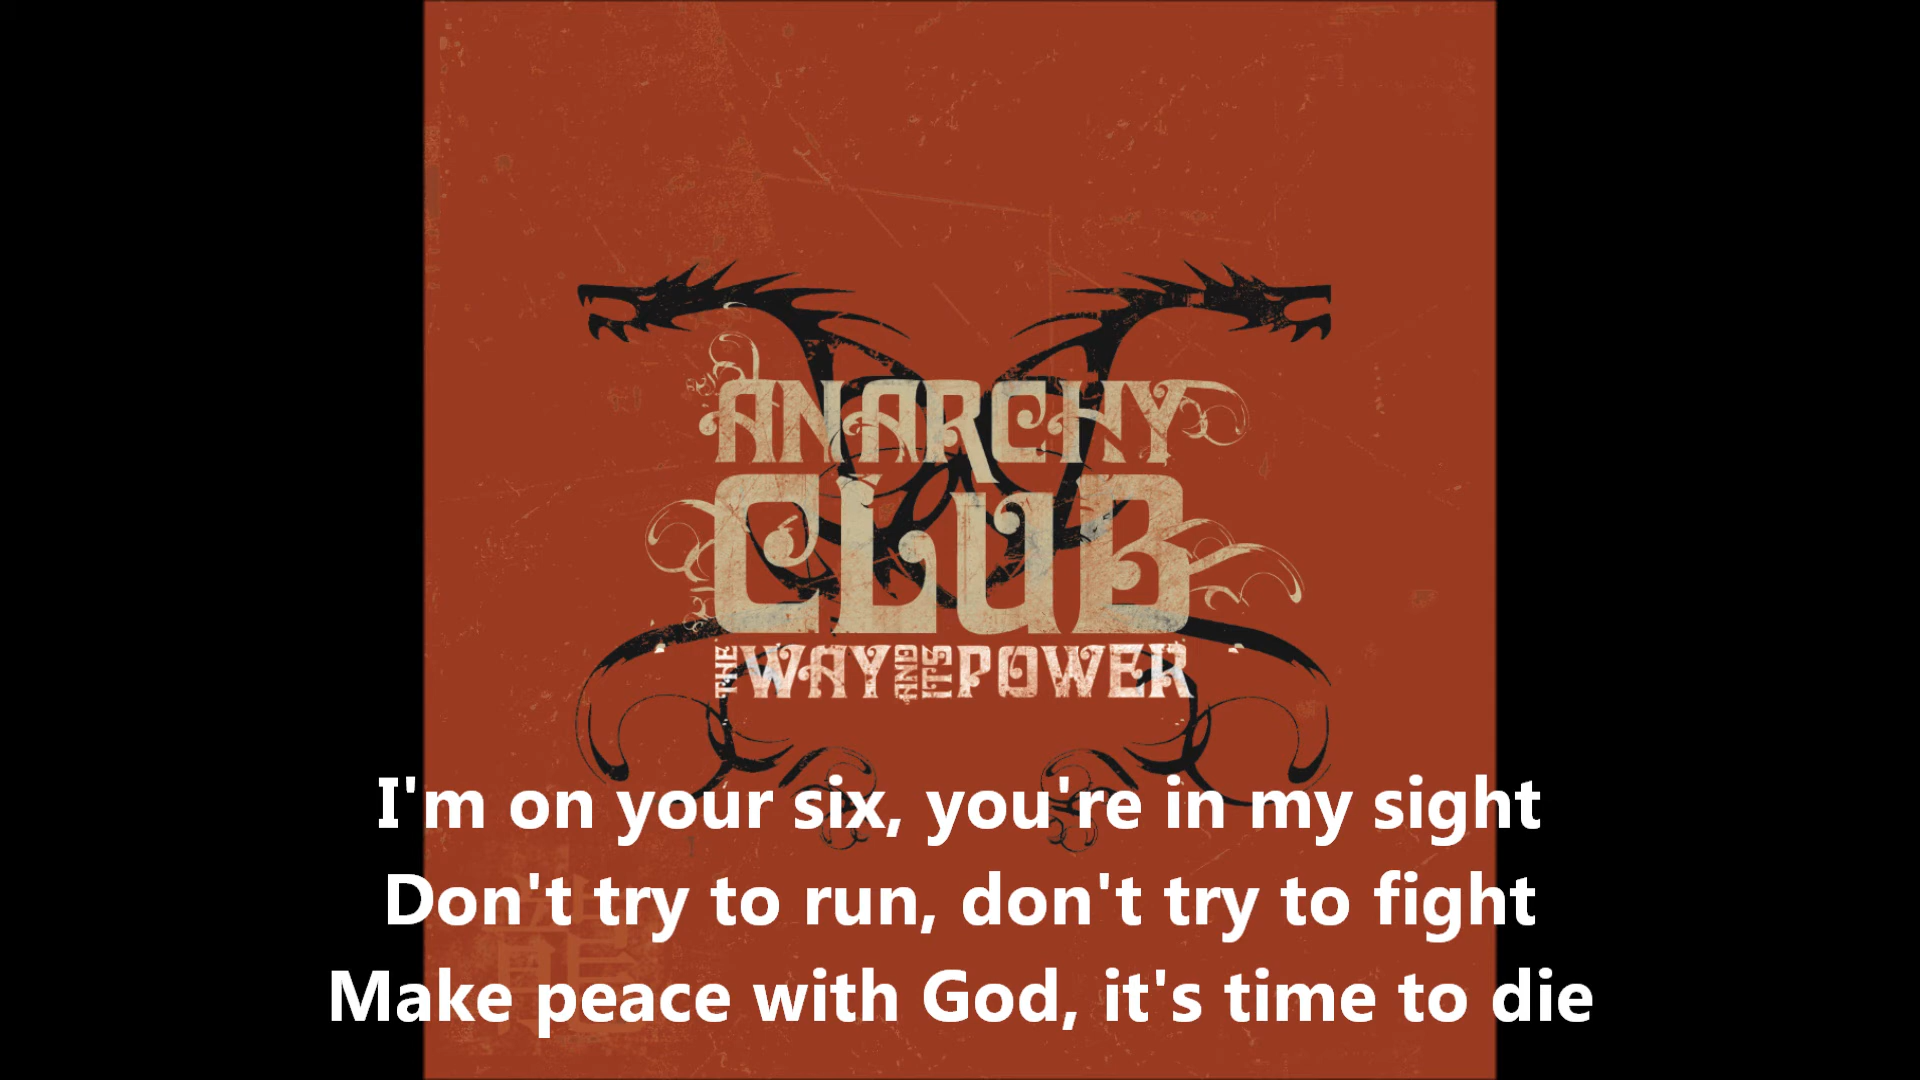 ANARCHY
CLUB
THE WAY AND ITS POWER
I'm on your six, you're in my sight
Don't try to run, don't try to fight
Make peace with God, it's time to die